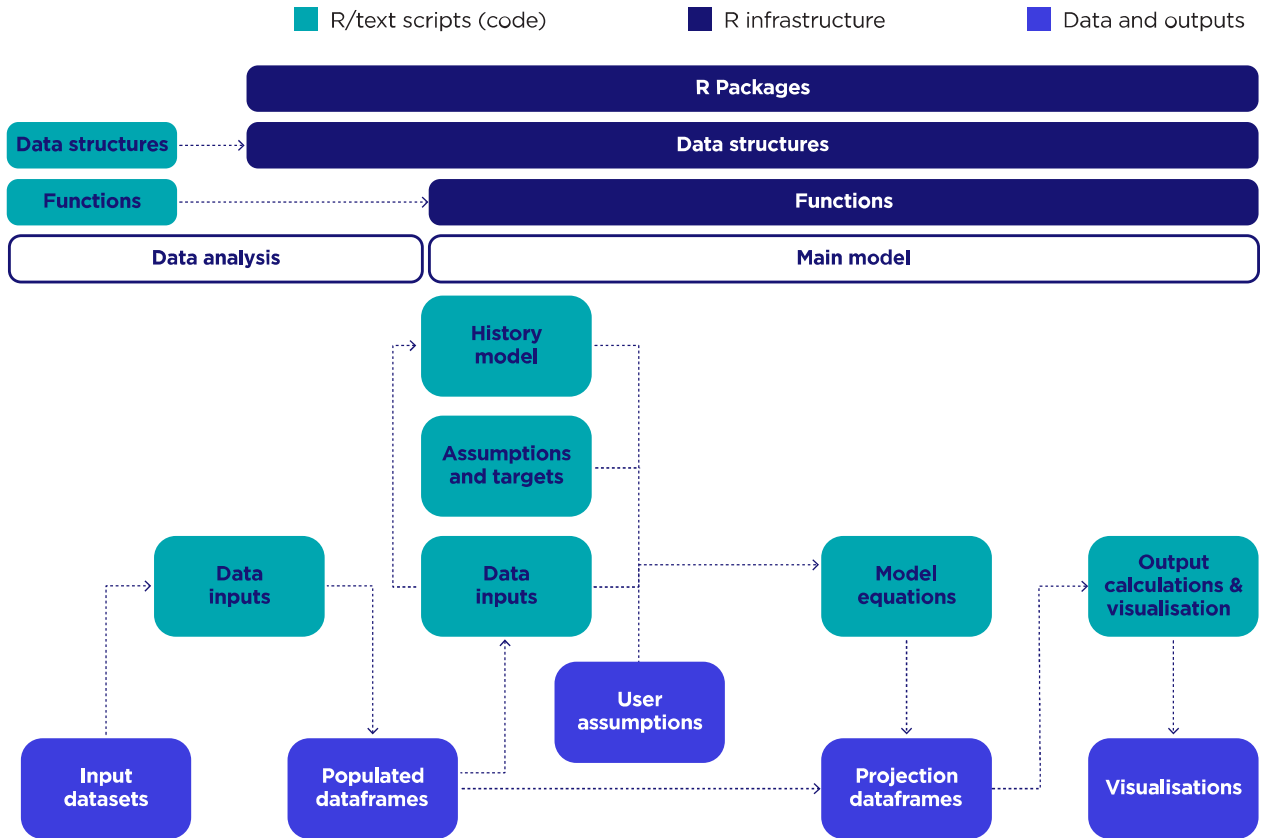 R/text scripts (code)
R infrastructure
Data and outputs
R Packages
Data structures
Data structures
Functions
Functions
Data analysis
Main model
History
model
Assumptions
and targets
Data
inputs
Data
inputs
Model
equations
Output
calculations &
visualisation
User
assumptions
Input
datasets
Populated
dataframes
Projection
dataframes
Visualisations